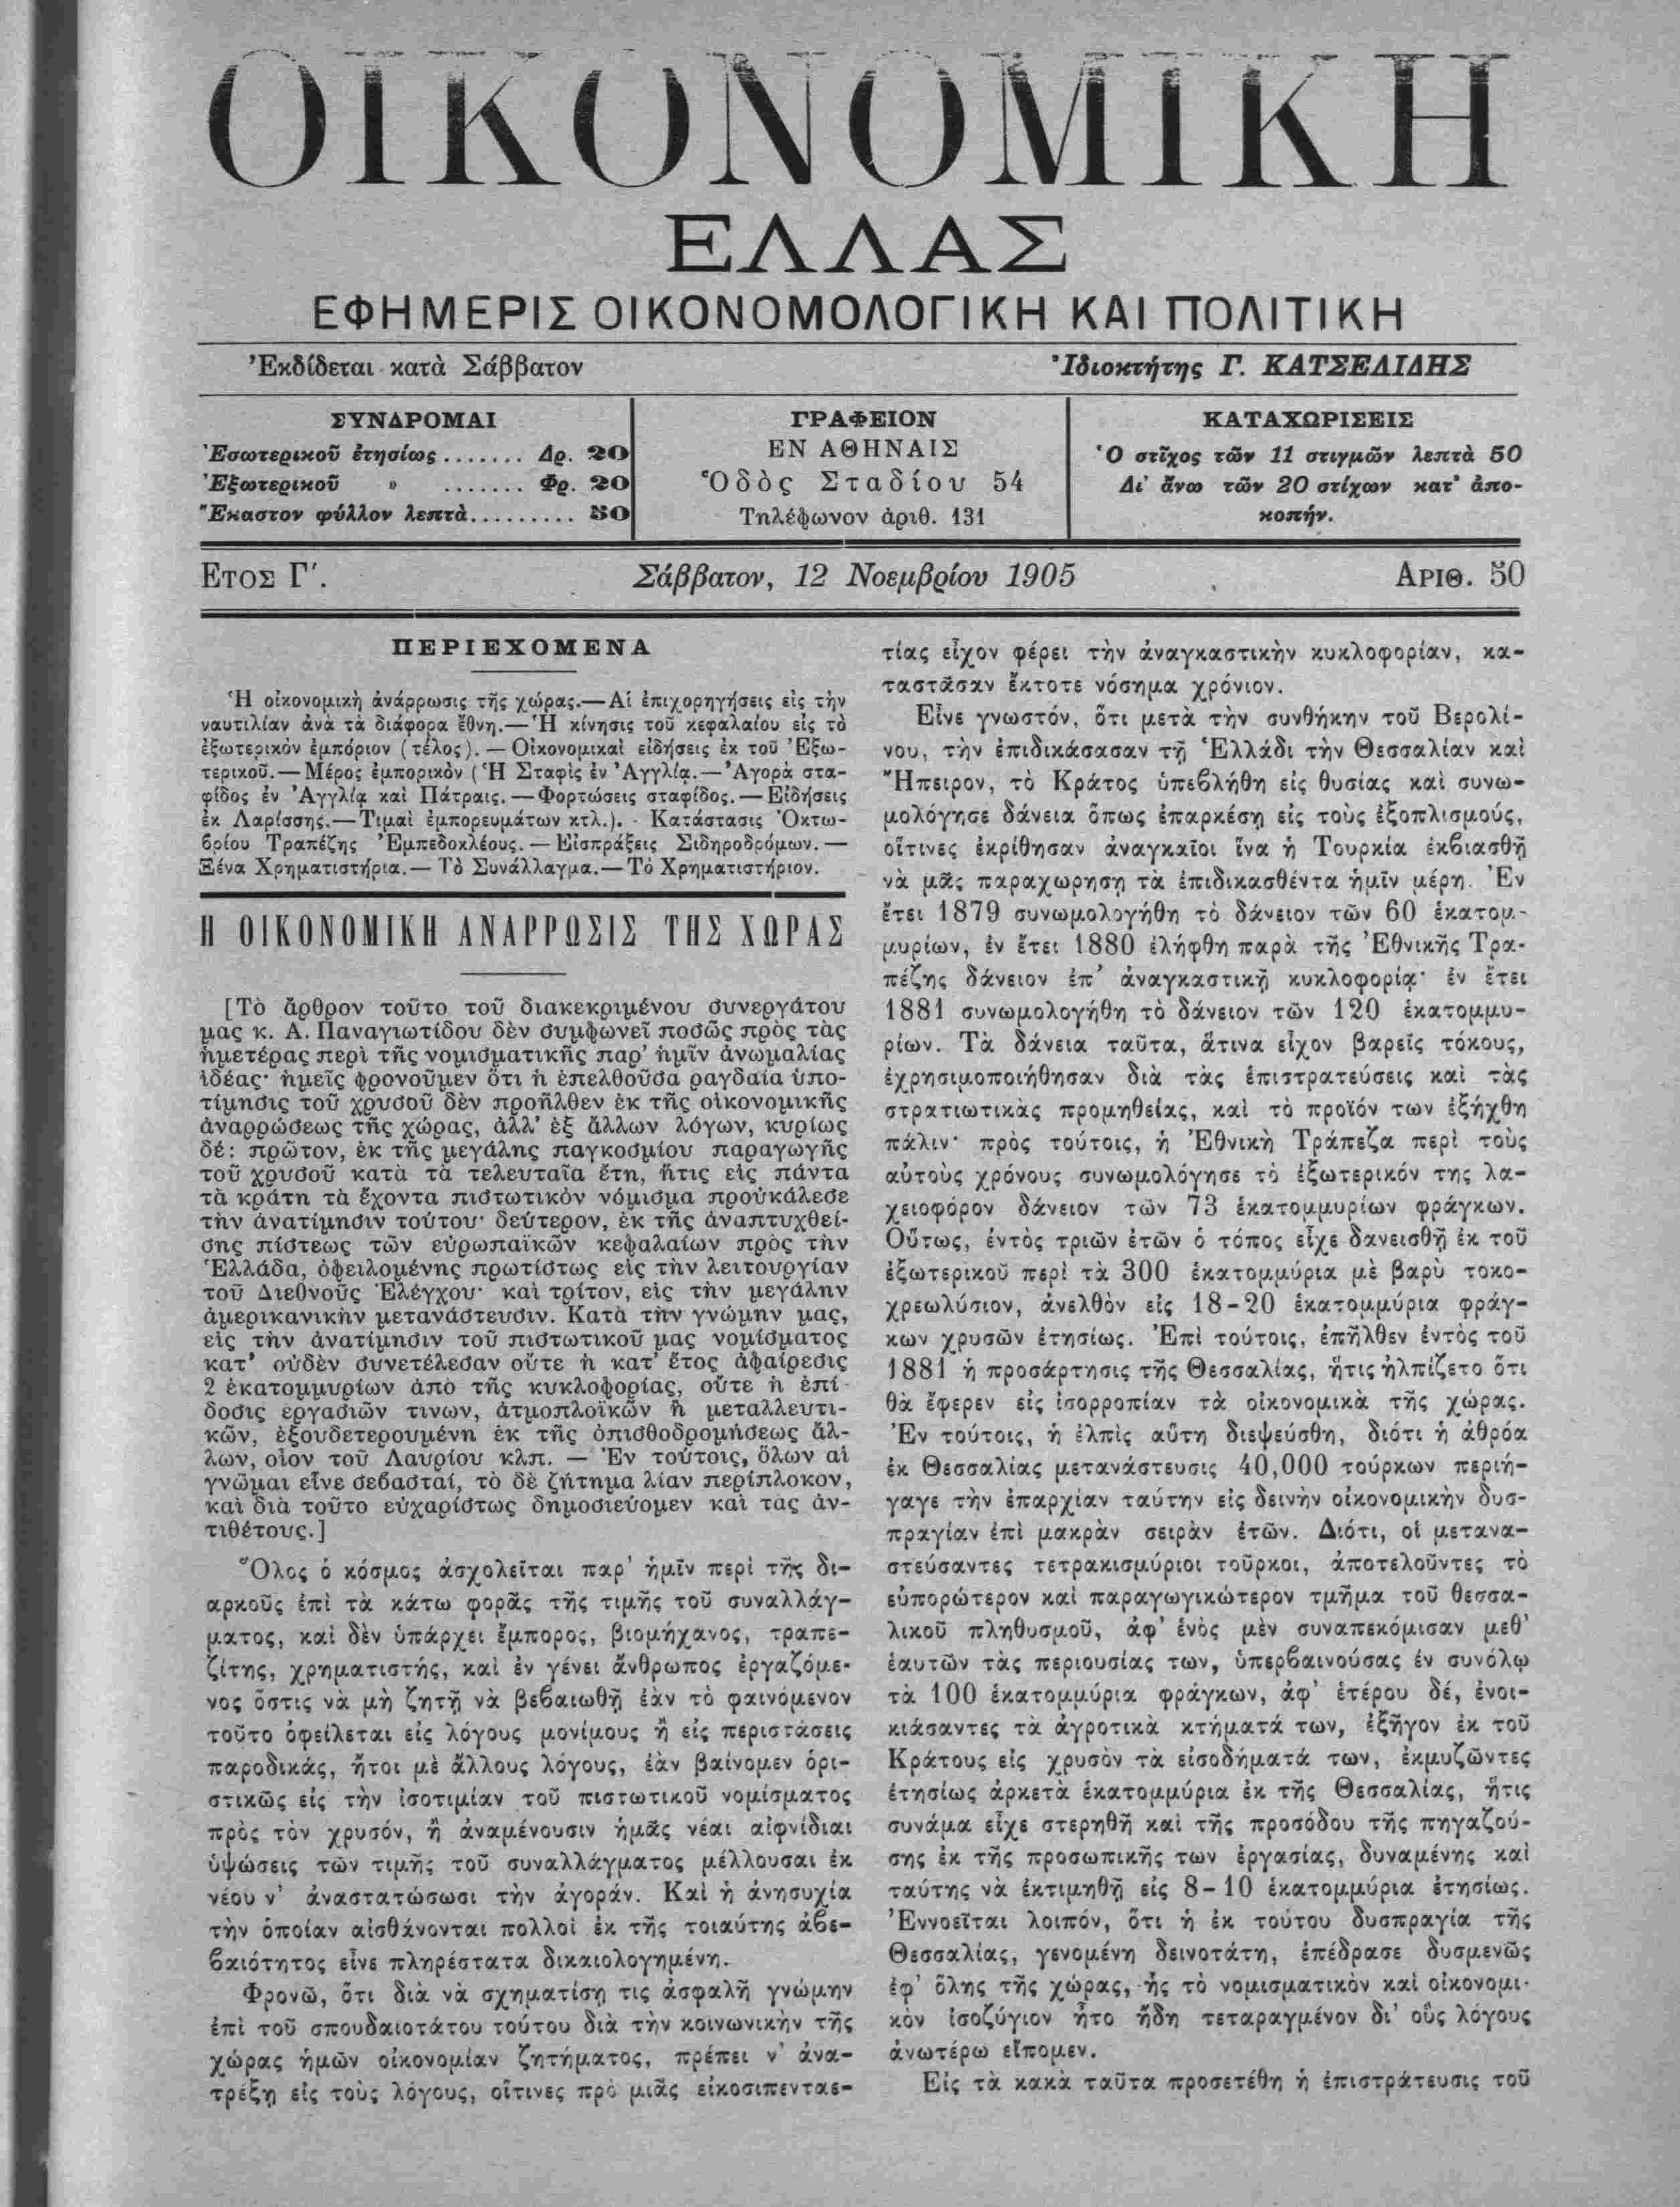 ΟΙΚΟΝΟΜΙΚΗ
ΕΛΛΑΣ
ΕΦΗΜΕΡΙΣ ΟΙΚΟΝΟΜΟΛΟΓΙΚΗ ΚΑΙ ΠΟΛΙΤΙΚΗ
Ἐκδίδεται κατὰ Σάββατον
Ἰδιοκτήτης Γ. ΚΑΤΣΕΛΙΔΗΣ
ΣΥΝΔΡΟΜΑΙ
Ἐσωτερικοῦ ἐτησίως ....... Δρ. 20
Ἐξωτερικοῦ » ....... Φρ. 20
Ἕκαστον φύλλον λεπτὰ......... 50
ΓΡΑΦΕΙΟΝ
ΕΝ ΑΘΗΝΑΙΣ
Ὁδὸς Σταδίου 54
Τηλέφωνον ἀριθ. 131
ΚΑΤΑΧΩΡΙΣΕΙΣ
Ὁ στῖχος τῶν 11 στιγμῶν λεπτὰ 50
Δι' ἄνω τῶν 20 στίχων κατ' ἀπο-
κοπήν.
ΕΤΟΣ Γ'.
Σάββατον, 12 Νοεμβρίου 1905
ΑΡΙΘ. 50
ΠΕΡΙΕΧΟΜΕΝΑ
Ἡ οἰκονομικὴ ἀνάρρωσις τῆς χώρας.—Αἱ ἐπιχορηγήσεις εἰς τὴν
ναυτιλίαν ἀνὰ τὰ διάφορα ἔθνη.—Ἡ κίνησις τοῦ κεφαλαίου εἰς τὸ
ἐξωτερικὸν ἐμπόριον (τέλος).—Οἰκονομικαὶ εἰδήσεις ἐκ τοῦ Ἐξω-
τερικοῦ.—Μέρος ἐμπορικὸν (Ἡ Σταφὶς ἐν Ἀγγλίᾳ.—Ἀγορὰ στα-
φίδος ἐν Ἀγγλίᾳ καὶ Πάτραις.—Φορτώσεις σταφίδος.—Εἰδήσεις
ἐκ Λαρίσσης.—Τιμαὶ ἐμπορευμάτων κτλ.). - Κατάστασις Ὀκτω-
βρίου Τραπέζης Ἐμπεδοκλέους.—Εἰσπράξεις Σιδηροδρόμων.—
Ξένα Χρηματιστήρια.—Τὸ Συνάλλαγμα.—Τὸ Χρηματιστήριον.
Η ΟΙΚΟΝΟΜΙΚΗ ΑΝΑΡΡΩΣΙΣ ΤΗΣ ΧΩΡΑΣ
[Τὸ ἄρθρον τοῦτο τοῦ διακεκριμένου συνεργάτου
μας κ. Α. Παναγιωτίδου δὲν συμφωνεῖ ποσῶς πρὸς τὰς
ἡμετέρας περὶ τῆς νομισματικῆς παρ' ἡμῖν ἀνωμαλίας
ἰδέας· ἡμεῖς φρονοῦμεν ὅτι ἡ ἐπελθοῦσα ραγδαία ὑπο-
τίμησις τοῦ χρυσοῦ δὲν προῆλθεν ἐκ τῆς οἰκονομικῆς
ἀναρρώσεως τῆς χώρας, ἀλλ' ἐξ ἄλλων λόγων, κυρίως
δέ: πρῶτον, ἐκ τῆς μεγάλης παγκοσμίου παραγωγῆς
τοῦ χρυσοῦ κατὰ τὰ τελευταῖα ἔτη, ἥτις εἰς πάντα
τὰ κράτη τὰ ἔχοντα πιστωτικὸν νόμισμα προὐκάλεσε
τὴν ἀνατίμησιν τούτου· δεύτερον, ἐκ τῆς ἀναπτυχθεί-
σης πίστεως τῶν εὐρωπαϊκῶν κεφαλαίων πρὸς τὴν
Ἑλλάδα, ὀφειλομένης πρωτίστως εἰς τὴν λειτουργίαν
τοῦ Διεθνοῦς Ἐλέγχου· καὶ τρίτον, εἰς τὴν μεγάλην
ἀμερικανικὴν μετανάστευσιν. Κατὰ τὴν γνώμην μας,
εἰς τὴν ἀνατίμησιν τοῦ πιστωτικοῦ μας νομίσματος
κατ' οὐδὲν συνετέλεσαν οὔτε ἡ κατ' ἔτος ἀφαίρεσις
2 ἑκατομμυρίων ἀπὸ τῆς κυκλοφορίας, οὔτε ἡ ἐπί-
δοσις ἐργασιῶν τινων, ἀτμοπλοϊκῶν ἢ μεταλλευτι-
κῶν, ἐξουδετερουμένη ἐκ τῆς ὀπισθοδρομήσεως ἄλ-
λων, οἷον τοῦ Λαυρίου κλπ. — Ἐν τούτοις, ὅλων αἱ
γνῶμαι εἶνε σεβασταί, τὸ δὲ ζήτημα λίαν περίπλοκον,
καὶ διὰ τοῦτο εὐχαρίστως δημοσιεύομεν καὶ τὰς ἀν-
τιθέτους.]
Ὅλος ὁ κόσμος ἀσχολεῖται παρ' ἡμῖν περὶ τῆς δι-
αρκοῦς ἐπὶ τὰ κάτω φορᾶς τῆς τιμῆς τοῦ συναλλάγ-
ματος, καὶ δὲν ὑπάρχει ἔμπορος, βιομήχανος, τραπε-
ζίτης, χρηματιστής, καὶ ἐν γένει ἄνθρωπος ἐργαζόμε-
νος ὅστις νὰ μὴ ζητῇ νὰ βεβαιωθῇ ἐὰν τὸ φαινόμενον
τοῦτο ὀφείλεται εἰς λόγους μονίμους ἢ εἰς περιστάσεις
παροδικάς, ἤτοι μὲ ἄλλους λόγους, ἐὰν βαίνομεν ὁρι-
στικῶς εἰς τὴν ἰσοτιμίαν τοῦ πιστωτικοῦ νομίσματος
πρὸς τὸν χρυσόν, ἢ ἀναμένουσιν ἡμᾶς νέαι αἰφνίδιαι
ὑψώσεις τῶν τιμῆς τοῦ συναλλάγματος μέλλουσαι ἐκ
νέου ν' ἀναστατώσωσι τὴν ἀγοράν. Καὶ ἡ ἀνησυχία
τὴν ὁποίαν αἰσθάνονται πολλοὶ ἐκ τῆς τοιαύτης ἀβε-
βαιότητος εἶνε πληρέστατα δικαιολογημένη.
Φρονῶ, ὅτι διὰ νὰ σχηματίσῃ τις ἀσφαλῆ γνώμην
ἐπὶ τοῦ σπουδαιοτάτου τούτου διὰ τὴν κοινωνικὴν τῆς
χώρας ἡμῶν οἰκονομίαν ζητήματος, πρέπει ν' ἀνα-
τρέξῃ εἰς τοὺς λόγους, οἵτινες πρὸ μιᾶς εἰκοσιπενταε-
τίας εἶχον φέρει τὴν ἀναγκαστικὴν κυκλοφορίαν, κα-
ταστᾶσαν ἔκτοτε νόσημα χρόνιον.
Εἶνε γνωστόν, ὅτι μετὰ τὴν συνθήκην τοῦ Βερολί-
νου, τὴν ἐπιδικάσασαν τῇ Ἑλλάδι τὴν Θεσσαλίαν καὶ
Ἤπειρον, τὸ Κράτος ὑπεβλήθη εἰς θυσίας καὶ συνω-
μολόγησε δάνεια ὅπως ἐπαρκέσῃ εἰς τοὺς ἐξοπλισμούς,
οἵτινες ἐκρίθησαν ἀναγκαῖοι ἵνα ἡ Τουρκία ἐκβιασθῇ
νὰ μᾶς παραχωρήσῃ τὰ ἐπιδικασθέντα ἡμῖν μέρη. Ἐν
ἔτει 1879 συνωμολογήθη τὸ δάνειον τῶν 60 ἑκατομ-
μυρίων, ἐν ἔτει 1880 ἐλήφθη παρὰ τῆς Ἐθνικῆς Τρα-
πέζης δάνειον ἐπ' ἀναγκαστικῇ κυκλοφορίᾳ· ἐν ἔτει
1881 συνωμολογήθη τὸ δάνειον τῶν 120 ἑκατομμυ-
ρίων. Τὰ δάνεια ταῦτα, ἅτινα εἶχον βαρεῖς τόκους,
ἐχρησιμοποιήθησαν διὰ τὰς ἐπιστρατεύσεις καὶ τὰς
στρατιωτικὰς προμηθείας, καὶ τὸ προϊόν των ἐξήχθη
πάλιν· πρὸς τούτοις, ἡ Ἐθνικὴ Τράπεζα περὶ τοὺς
αὐτοὺς χρόνους συνωμολόγησε τὸ ἐξωτερικόν της λα-
χειοφόρον δάνειον τῶν 73 ἑκατομμυρίων φράγκων.
Οὕτως, ἐντὸς τριῶν ἐτῶν ὁ τόπος εἶχε δανεισθῇ ἐκ τοῦ
ἐξωτερικοῦ περὶ τὰ 300 ἑκατομμύρια μὲ βαρὺ τοκο-
χρεωλύσιον, ἀνελθὸν εἰς 18-20 ἑκατομμύρια φράγ-
κων χρυσῶν ἐτησίως. Ἐπὶ τούτοις, ἐπῆλθεν ἐντὸς τοῦ
1881 ἡ προσάρτησις τῆς Θεσσαλίας, ἥτις ἠλπίζετο ὅτι
θὰ ἔφερεν εἰς ἰσορροπίαν τὰ οἰκονομικὰ τῆς χώρας.
Ἐν τούτοις, ἡ ἐλπὶς αὕτη διεψεύσθη, διότι ἡ ἀθρόα
ἐκ Θεσσαλίας μετανάστευσις 40,000 τούρκων περιή-
γαγε τὴν ἐπαρχίαν ταύτην εἰς δεινὴν οἰκονομικὴν δυσ-
πραγίαν ἐπὶ μακρὰν σειρὰν ἐτῶν. Διότι, οἱ μετανα-
στεύσαντες τετρακισμύριοι τοῦρκοι, ἀποτελοῦντες τὸ
εὐπορώτερον καὶ παραγωγικώτερον τμῆμα τοῦ θεσσα-
λικοῦ πληθυσμοῦ, ἀφ' ἑνὸς μὲν συναπεκόμισαν μεθ'
ἑαυτῶν τὰς περιουσίας των, ὑπερβαινούσας ἐν συνόλῳ
τὰ 100 ἑκατομμύρια φράγκων, ἀφ' ἑτέρου δέ, ἐνοι-
κιάσαντες τὰ ἀγροτικὰ κτήματά των, ἐξῆγον ἐκ τοῦ
Κράτους εἰς χρυσὸν τὰ εἰσοδήματά των, ἐκμυζῶντες
ἐτησίως ἀρκετὰ ἑκατομμύρια ἐκ τῆς Θεσσαλίας, ἥτις
συνάμα εἶχε στερηθῆ καὶ τῆς προσόδου τῆς πηγαζού-
σης ἐκ τῆς προσωπικῆς των ἐργασίας, δυναμένης καὶ
ταύτης νὰ ἐκτιμηθῇ εἰς 8-10 ἑκατομμύρια ἐτησίως.
Ἐννοεῖται λοιπόν, ὅτι ἡ ἐκ τούτου δυσπραγία τῆς
Θεσσαλίας, γενομένη δεινοτάτη, ἐπέδρασε δυσμενῶς
ἐφ' ὅλης τῆς χώρας, ἧς τὸ νομισματικὸν καὶ οἰκονομι-
κὸν ἰσοζύγιον ἦτο ἤδη τεταραγμένον δι' οὓς λόγους
ἀνωτέρω εἴπομεν.
Εἰς τὰ κακὰ ταῦτα προσετέθη ἡ ἐπιστράτευσις τοῦ